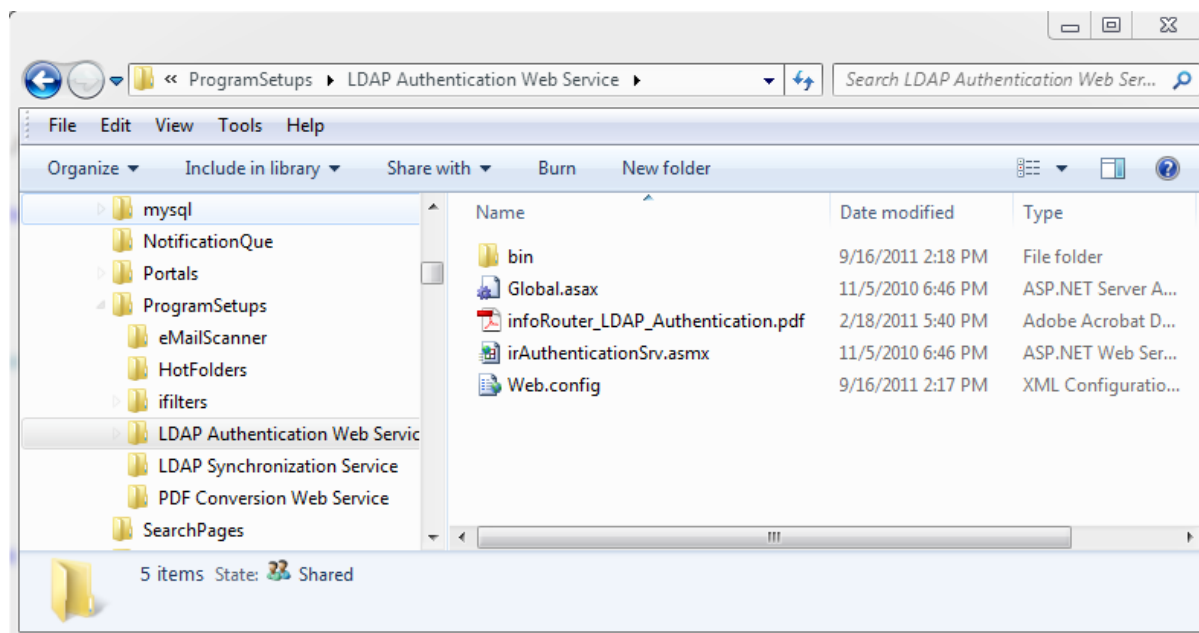 « ProgramSetups ▸ LDAP Authentication Web Service ▸
Search LDAP Authentication Web Ser...
File Edit View Tools Help
Organize Include in library Share with Burn New folder
mysql
NotificationQue
Portals
ProgramSetups
eMailScanner
HotFolders
ifilters
LDAP Authentication Web Servic
LDAP Synchronization Service
PDF Conversion Web Service
SearchPages
Name Date modified Type
bin 9/16/2011 2:18 PM File folder
Global.asax 11/5/2010 6:46 PM ASP.NET Server A...
infoRouter_LDAP_Authentication.pdf 2/18/2011 5:40 PM Adobe Acrobat D...
irAuthenticationSrv.asmx 11/5/2010 6:46 PM ASP.NET Web Ser...
Web.config 9/16/2011 2:17 PM XML Configuratio...
5 items State: Shared